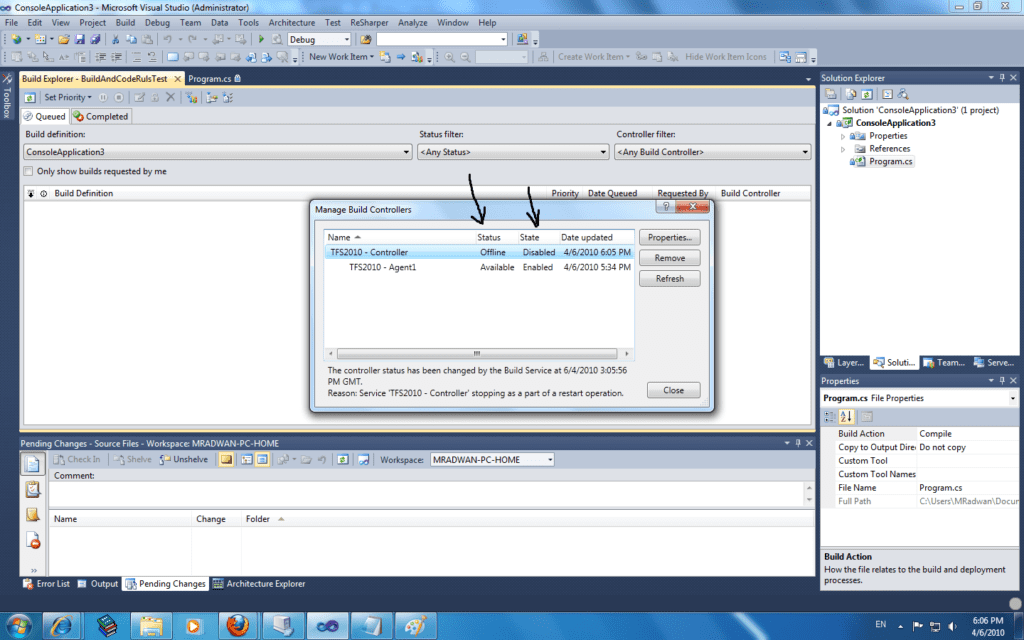 ConsoleApplication3 - Microsoft Visual Studio (Administrator)
File Edit View Project Build Debug Team Data Tools Architecture Test ReSharper Analyze Window Help
Debug
New Work Item Create Work Item Hide Work Item Icons
Toolbox
Build Explorer - BuildAndCodeRulsTest Program.cs
Set Priority
Queued Completed
Build definition: Status filter: Controller filter:
ConsoleApplication3 <Any Status> <Any Build Controller>
Only show builds requested by me
Build Definition Priority Date Queued Requested By Build Controller
Manage Build Controllers
Name Status State Date updated
TFS2010 - Controller Offline Disabled 4/6/2010 6:05 PM
TFS2010 - Agent1 Available Enabled 4/6/2010 5:34 PM
Properties...
Remove
Refresh
The controller status has been changed by the Build Service at 6/4/2010 3:05:56
PM GMT.
Reason: Service 'TFS2010 - Controller' stopping as a part of a restart operation.
Close
Solution Explorer
Solution 'ConsoleApplication3' (1 project)
ConsoleApplication3
Properties
References
Program.cs
Layer... Soluti... Team... Serve...
Properties
Program.cs File Properties
Build Action Compile
Copy to Output Direc Do not copy
Custom Tool
Custom Tool Names
File Name Program.cs
Full Path C:\Users\MRadwan\Docum
Build Action
How the file relates to the build and deployment
processes.
Pending Changes - Source Files - Workspace: MRADWAN-PC-HOME
Check In Shelve Unshelve Workspace: MRADWAN-PC-HOME
Comment:
Name Change Folder
Error List Output Pending Changes Architecture Explorer
EN
6:06 PM
4/6/2010